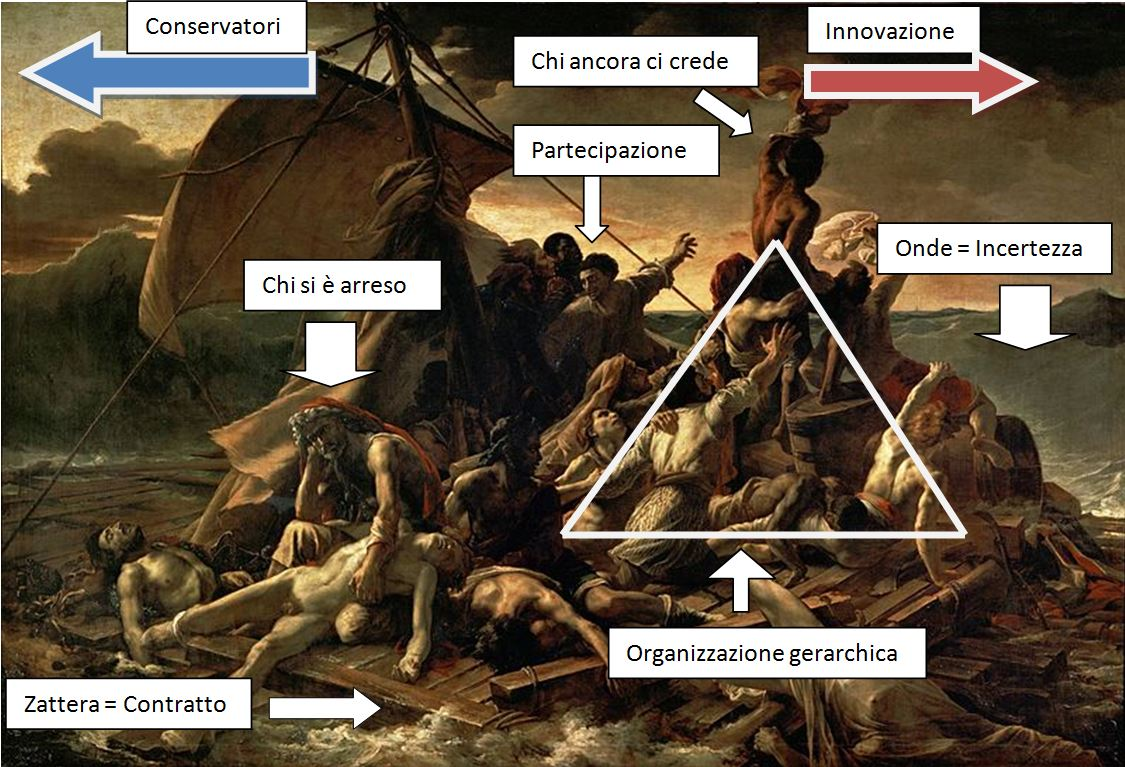 Conservatori
Innovazione
Chi ancora ci crede
Partecipazione
Onde = Incertezza
Chi si è arreso
Organizzazione gerarchica
Zattera = Contratto